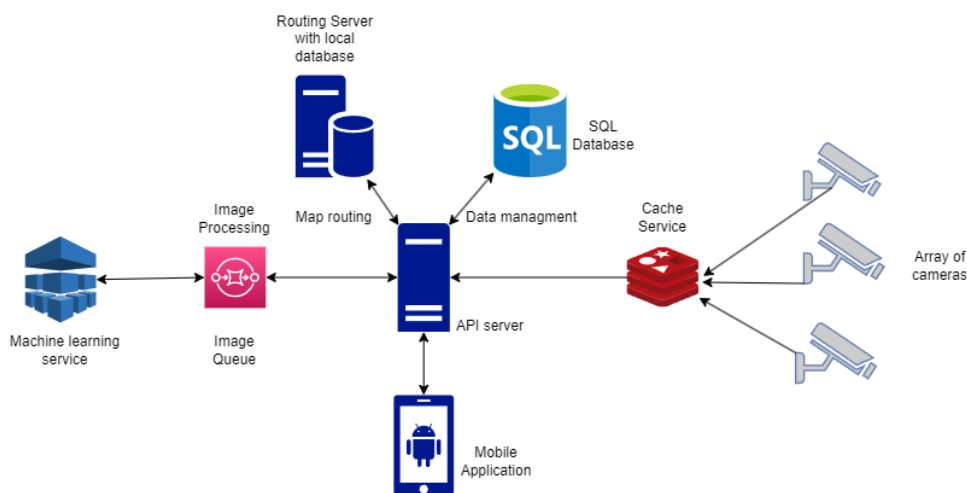 Routing Server
with local
database
SQL
SQL
Database
Map routing
Data managment
Image
Processing
Cache
Service
Array of
cameras
Machine learning
service
Image
Queue
API server
Mobile
Application